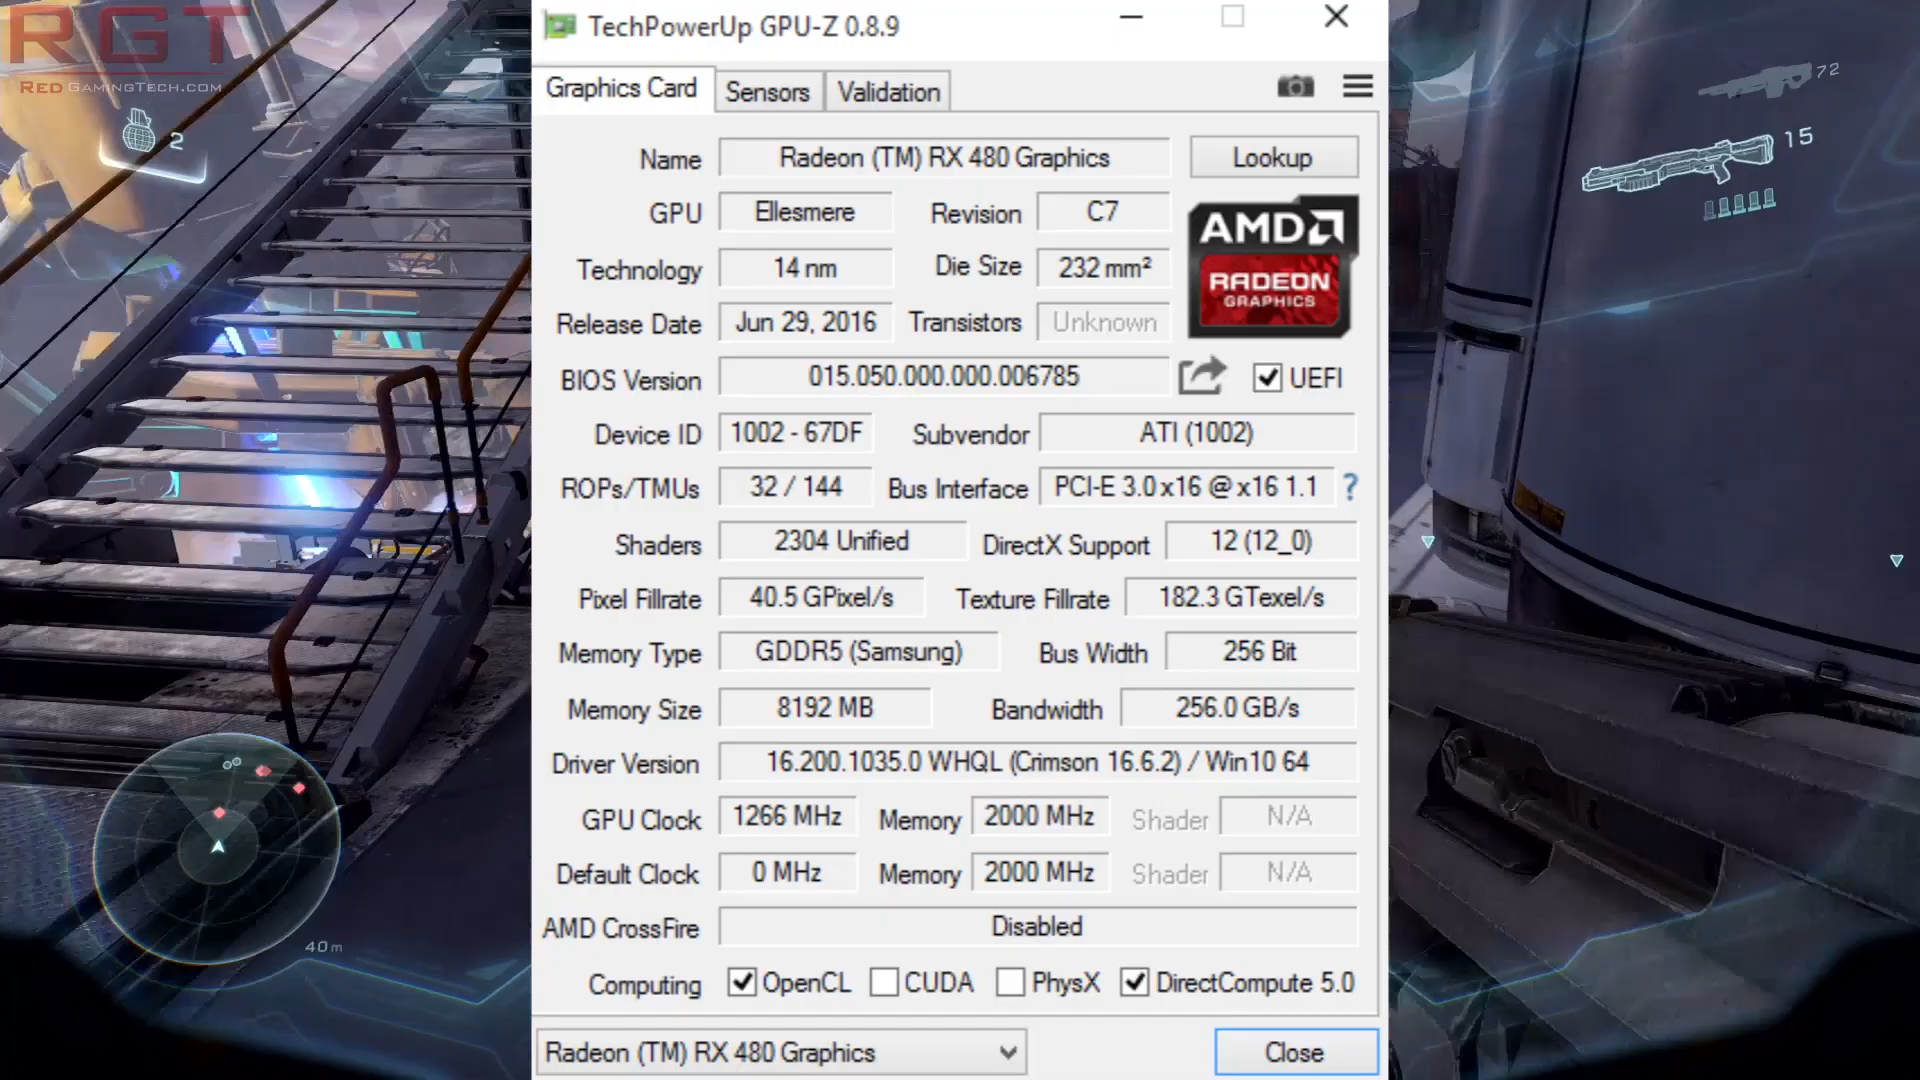 RGT
REDGAMINGTECH.COM
2
72
15
40 m
TechPowerUp GPU-Z 0.8.9
Graphics Card Sensors Validation
Name Radeon (TM) RX 480 Graphics Lookup
GPU Ellesmere Revision C7
AMD
RADEON
GRAPHICS
Technology 14 nm Die Size 232 mm²
Release Date Jun 29, 2016 Transistors Unknown
BIOS Version 015.050.000.000.006785 UEFI
Device ID 1002 - 67DF Subvendor ATI (1002)
ROPs/TMUs 32 / 144 Bus Interface PCI-E 3.0 x16 @ x16 1.1 ?
Shaders 2304 Unified DirectX Support 12 (12_0)
Pixel Fillrate 40.5 GPixel/s Texture Fillrate 182.3 GTexel/s
Memory Type GDDR5 (Samsung) Bus Width 256 Bit
Memory Size 8192 MB Bandwidth 256.0 GB/s
Driver Version 16.200.1035.0 WHQL (Crimson 16.6.2) / Win10 64
GPU Clock 1266 MHz Memory 2000 MHz Shader N/A
Default Clock 0 MHz Memory 2000 MHz Shader N/A
AMD CrossFire Disabled
Computing OpenCL CUDA PhysX DirectCompute 5.0
Radeon (TM) RX 480 Graphics Close